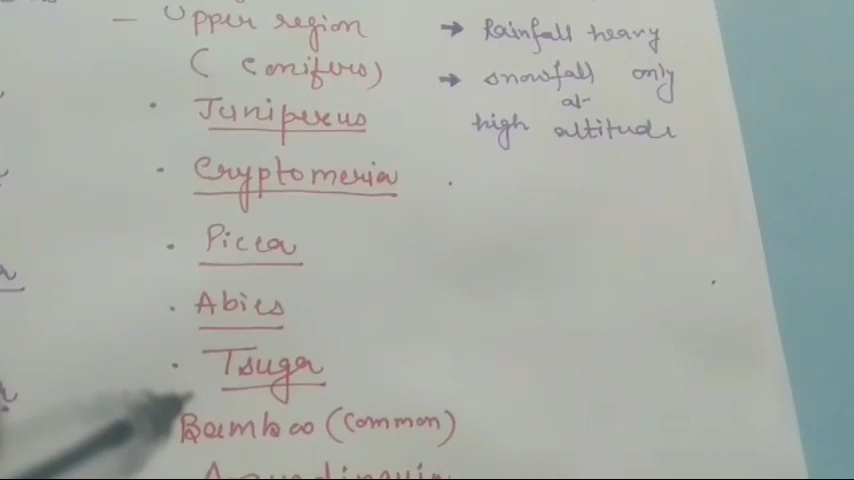 — Upper region
(Conifers)
. Juniperus
. Cryptomeria
. Picea
. Abies
. Tsuga
Bamboo (Common)
→ Rainfall heavy
→ snowfall only
at
high altitude